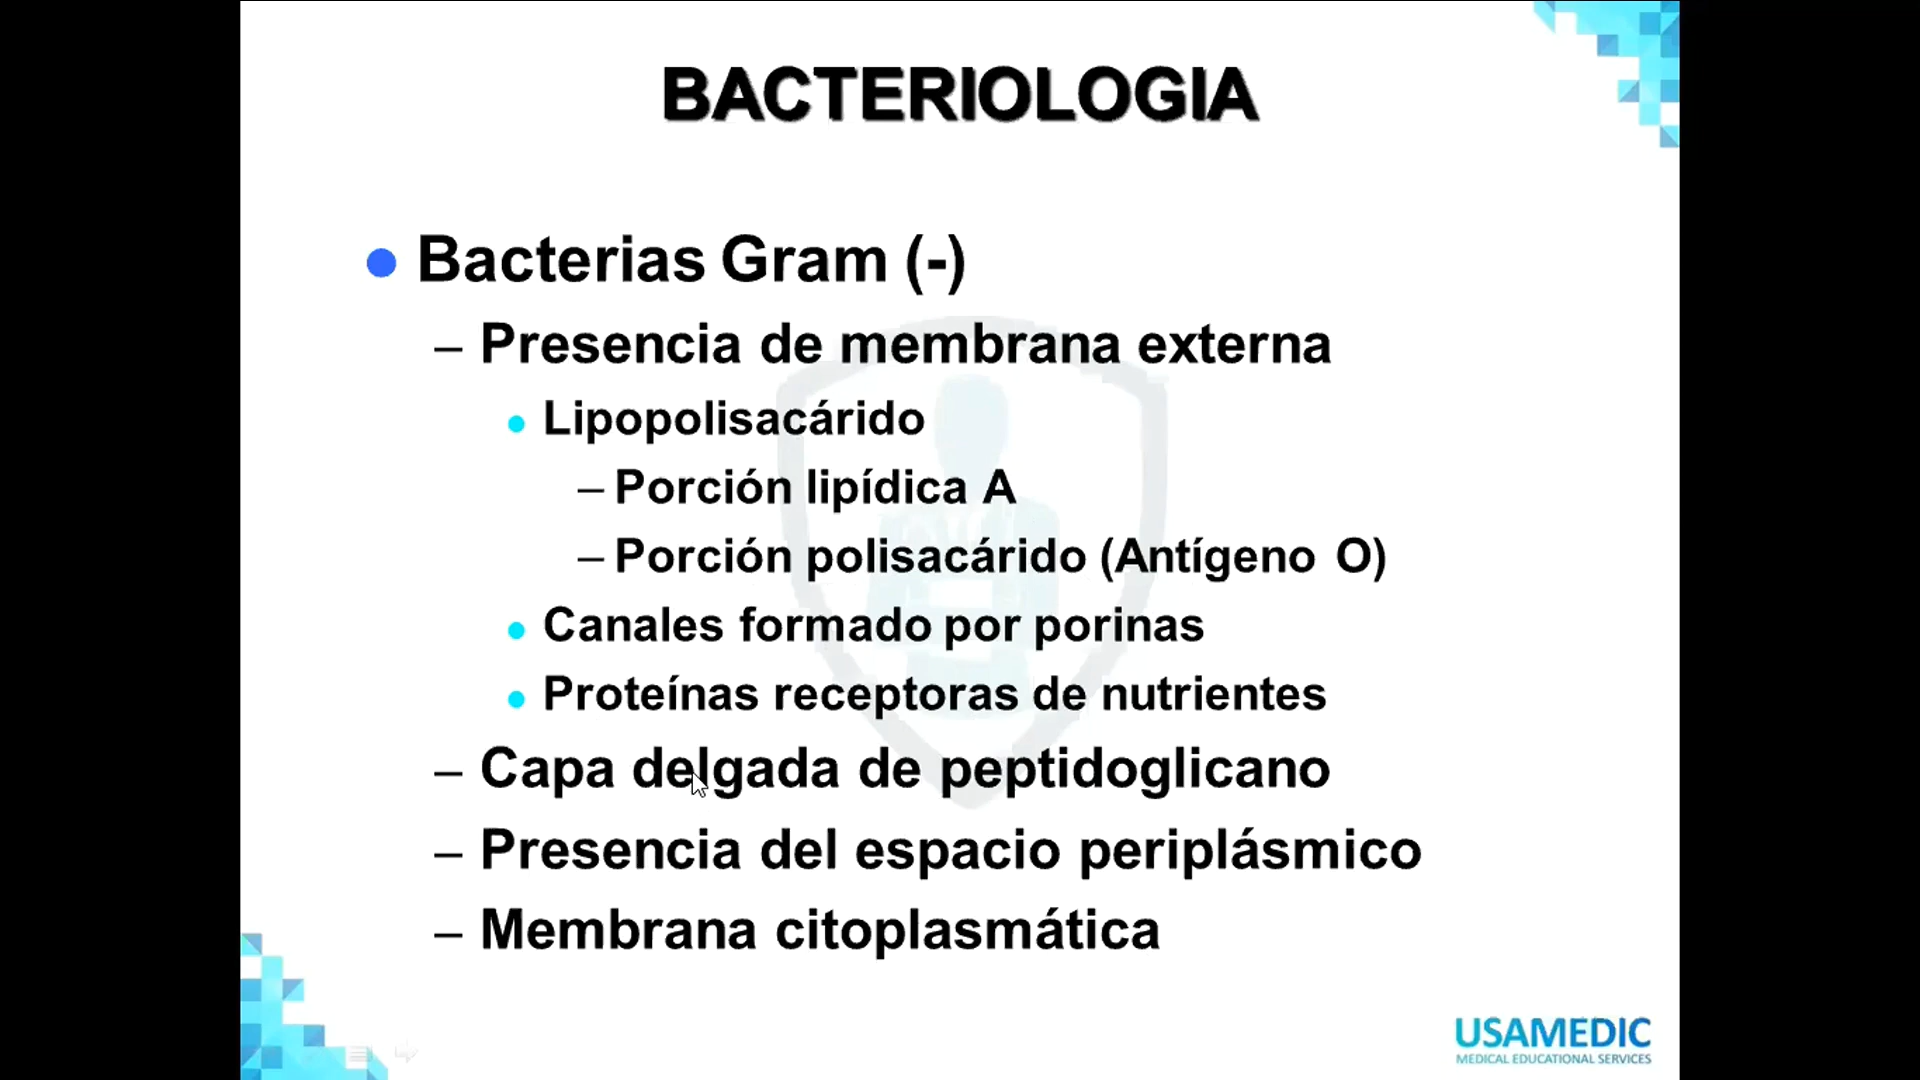 BACTERIOLOGIA
● Bacterias Gram (-)
– Presencia de membrana externa
● Lipopolisacárido
– Porción lipídica A
– Porción polisacárido (Antígeno O)
● Canales formado por porinas
● Proteínas receptoras de nutrientes
– Capa delgada de peptidoglicano
– Presencia del espacio periplásmico
– Membrana citoplasmática
USAMEDIC
MEDICAL EDUCATIONAL SERVICES